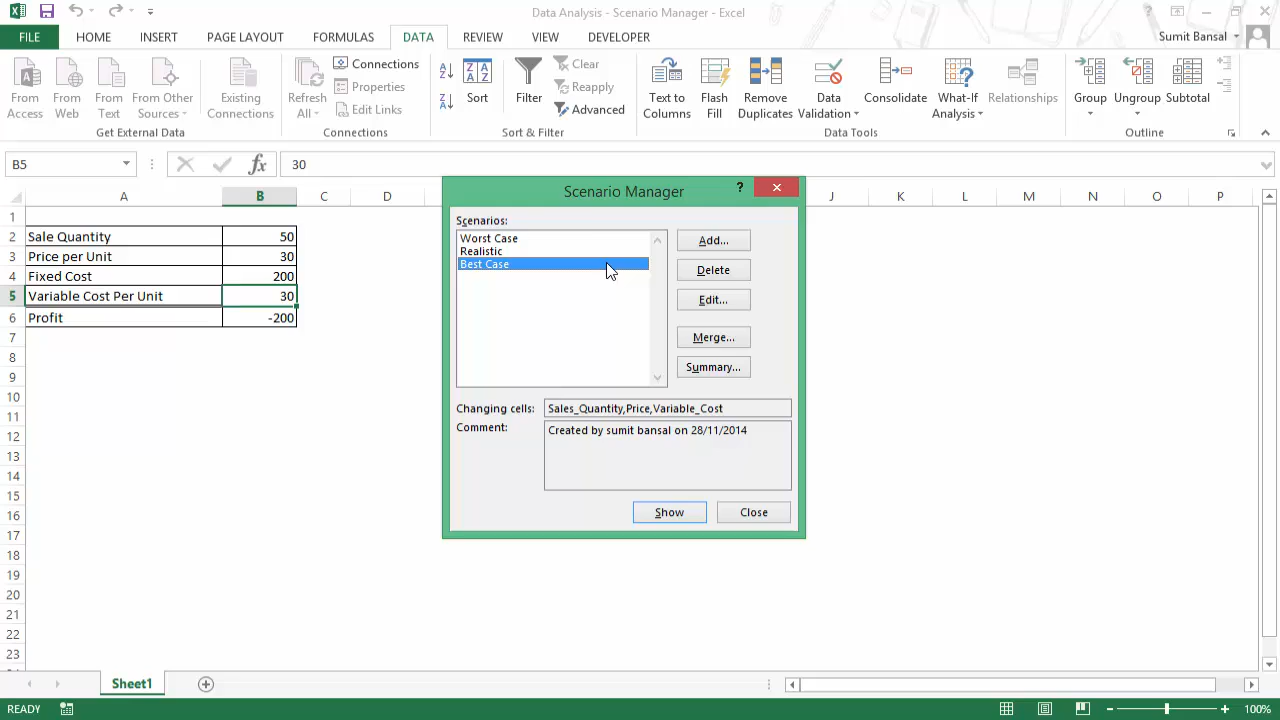 Data Analysis - Scenario Manager - Excel
FILE HOME INSERT PAGE LAYOUT FORMULAS DATA REVIEW VIEW DEVELOPER Sumit Bansal
From Access
From Web
From Text
From Other Sources
Existing Connections
Get External Data
Refresh All
Connections
Properties
Edit Links
Connections
Sort
Filter
Clear
Reapply
Advanced
Sort & Filter
Text to Columns
Flash Fill
Remove Duplicates
Data Validation
Consolidate
What-If Analysis
Relationships
Data Tools
Group
Ungroup
Subtotal
Outline
B5 fx 30
A B C D J K L M N O P
1
2 Sale Quantity 50
3 Price per Unit 30
4 Fixed Cost 200
5 Variable Cost Per Unit 30
6 Profit -200
7
8
9
10
11
12
13
14
15
16
17
18
19
20
21
22
23
Scenario Manager ?
Scenarios:
Worst Case
Realistic
Best Case
Add...
Delete
Edit...
Merge...
Summary...
Changing cells: Sales_Quantity,Price,Variable_Cost
Comment: Created by sumit bansal on 28/11/2014
Show Close
Sheet1
READY 100%